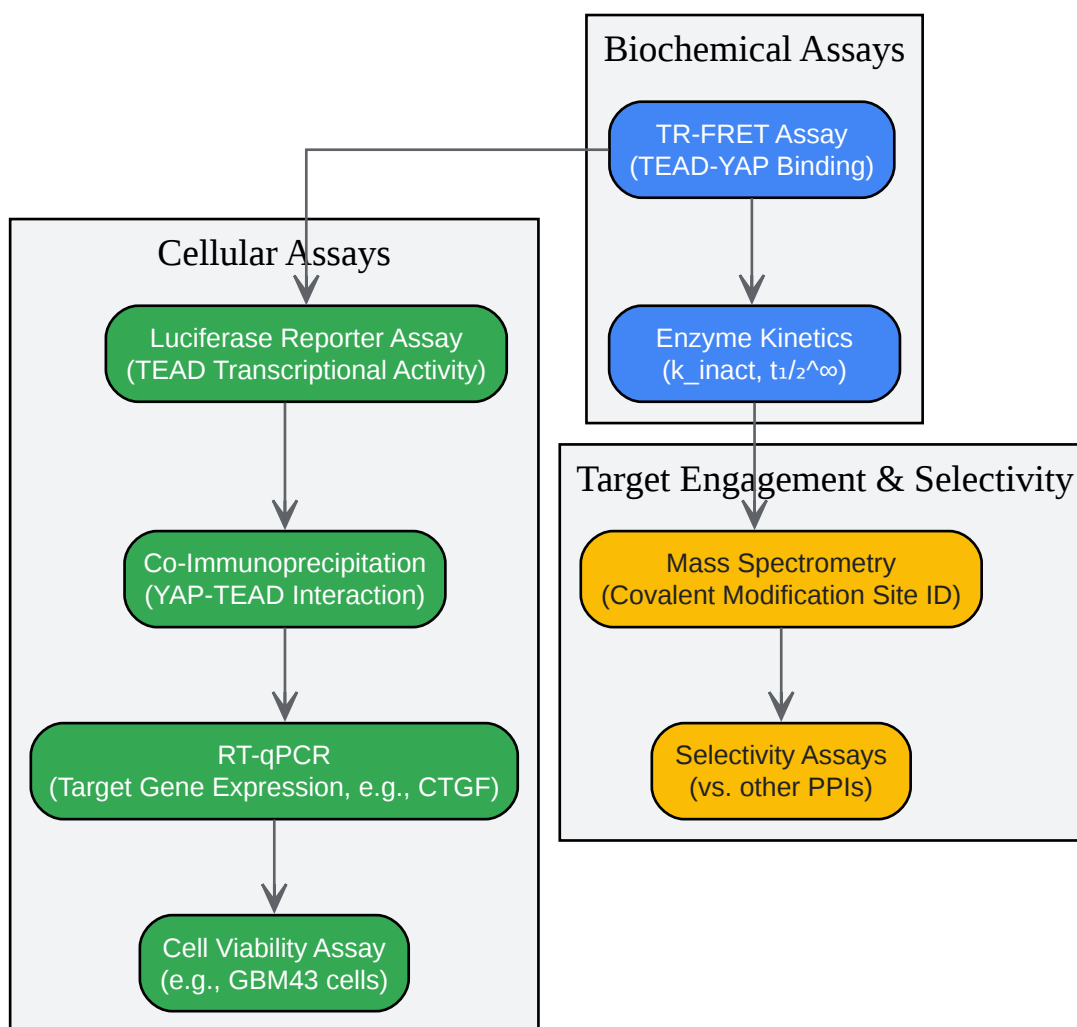 Biochemical Assays
TR-FRET Assay
(TEAD-YAP Binding)
Enzyme Kinetics
(k_inact, t₁/₂^∞)
Cellular Assays
Luciferase Reporter Assay
(TEAD Transcriptional Activity)
Co-Immunoprecipitation
(YAP-TEAD Interaction)
RT-qPCR
(Target Gene Expression, e.g., CTGF)
Cell Viability Assay
(e.g., GBM43 cells)
Target Engagement & Selectivity
Mass Spectrometry
(Covalent Modification Site ID)
Selectivity Assays
(vs. other PPIs)